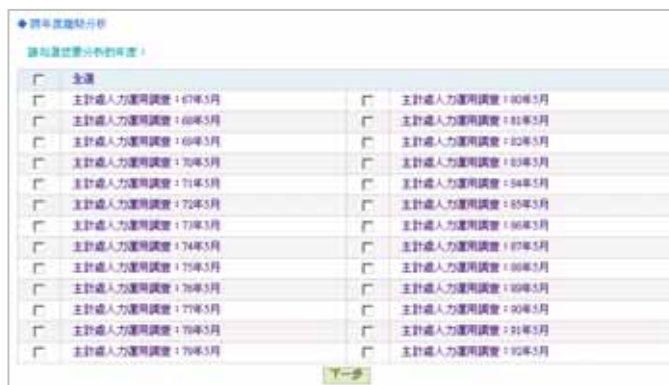 ◆ 跨年度趨勢分析
請勾選您要分析的年度：
全選
主計處人力運用調查：67年5月 主計處人力運用調查：80年5月
主計處人力運用調查：68年5月 主計處人力運用調查：81年5月
主計處人力運用調查：69年5月 主計處人力運用調查：82年5月
主計處人力運用調查：70年5月 主計處人力運用調查：83年5月
主計處人力運用調查：71年5月 主計處人力運用調查：84年5月
主計處人力運用調查：72年5月 主計處人力運用調查：85年5月
主計處人力運用調查：73年5月 主計處人力運用調查：86年5月
主計處人力運用調查：74年5月 主計處人力運用調查：87年5月
主計處人力運用調查：75年5月 主計處人力運用調查：88年5月
主計處人力運用調查：76年5月 主計處人力運用調查：89年5月
主計處人力運用調查：77年5月 主計處人力運用調查：90年5月
主計處人力運用調查：78年5月 主計處人力運用調查：91年5月
主計處人力運用調查：79年5月 主計處人力運用調查：92年5月
下一步